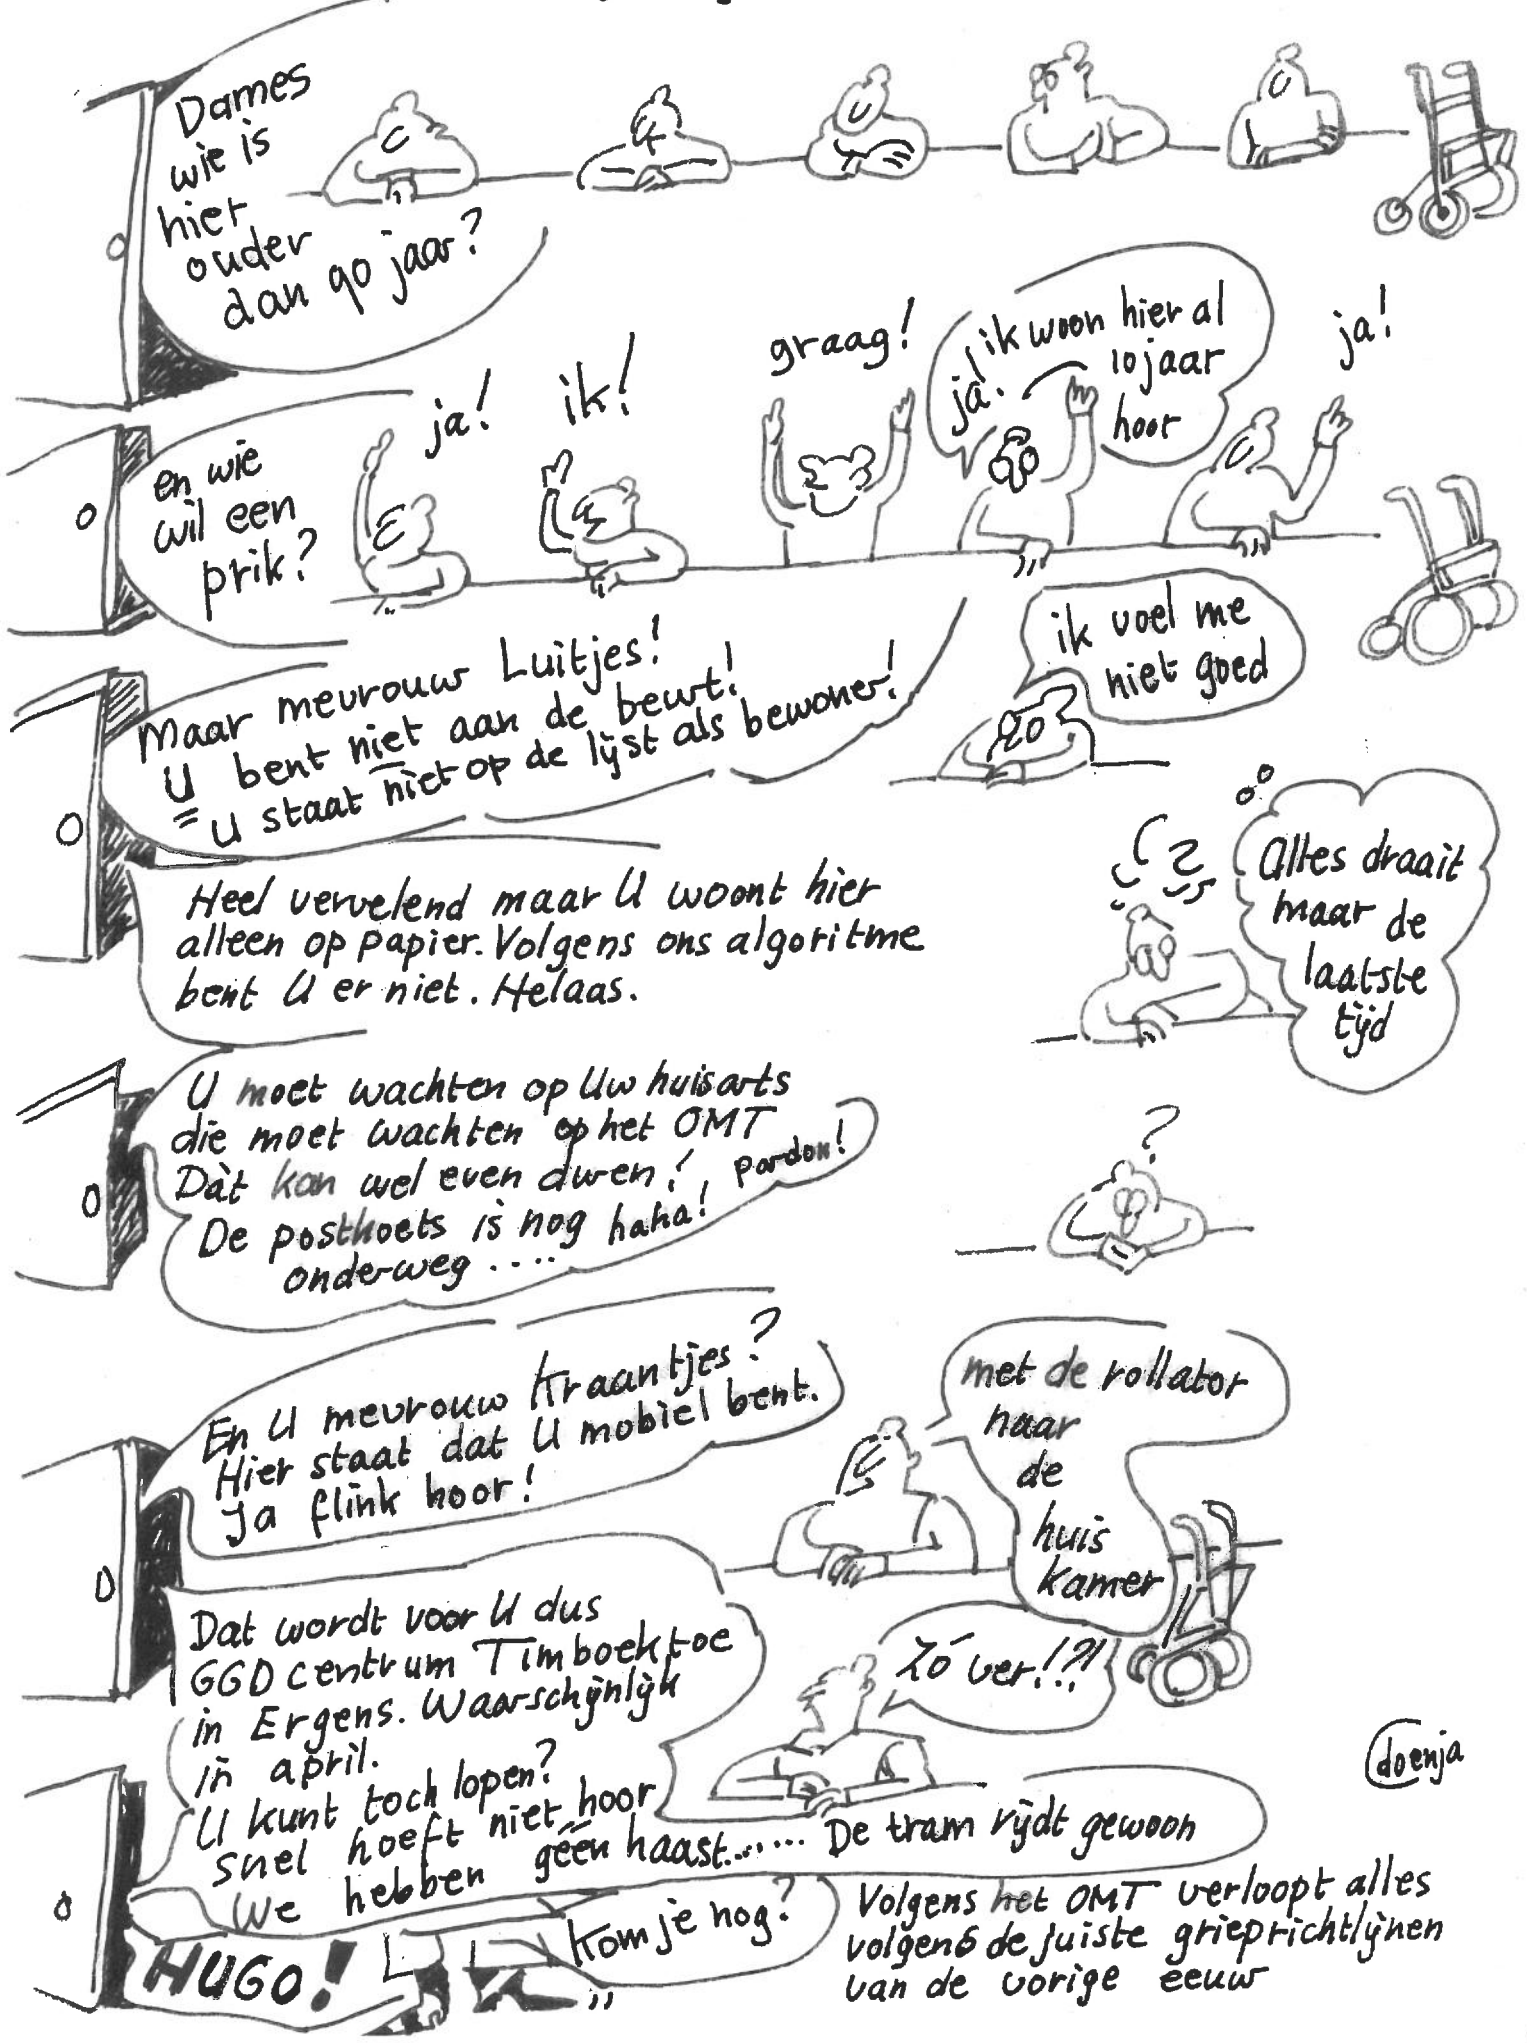 Dames
wie is
hier
ouder
dan 90 jaar?
en wie
wil een
prik?
ja!
ik!
graag!
ja! ik woon hier al
10 jaar
hoor
ja!
Maar mevrouw Luitjes!
U bent niet aan de beurt!
U staat niet op de lijst als bewoner!
ik voel me
niet goed
Heel vervelend maar U woont hier
alleen op papier. Volgens ons algoritme
bent U er niet. Helaas.
Alles draait
maar de
laatste
tijd
U moet wachten op Uw huisarts
die moet wachten op het OMT
Dàt kan wel even duren!
De postkoets is nog haha! pardon!
onderweg ....
?
En U mevrouw Kraantjes?
Hier staat dat U mobiel bent.
Ja flink hoor!
met de rollator
naar
de
huis
kamer
Dat wordt voor U dus
GGD centrum Timboektoe
in Ergens. Waarschijnlijk
in april.
U kunt toch lopen?
snel hoeft niet hoor
We hebben géén haast...... De tram rijdt gewoon
Zó ver!?!
doenja
HUGO!
Kom je nog?
Volgens het OMT verloopt alles
volgens de juiste grieprichtlijnen
van de vorige eeuw